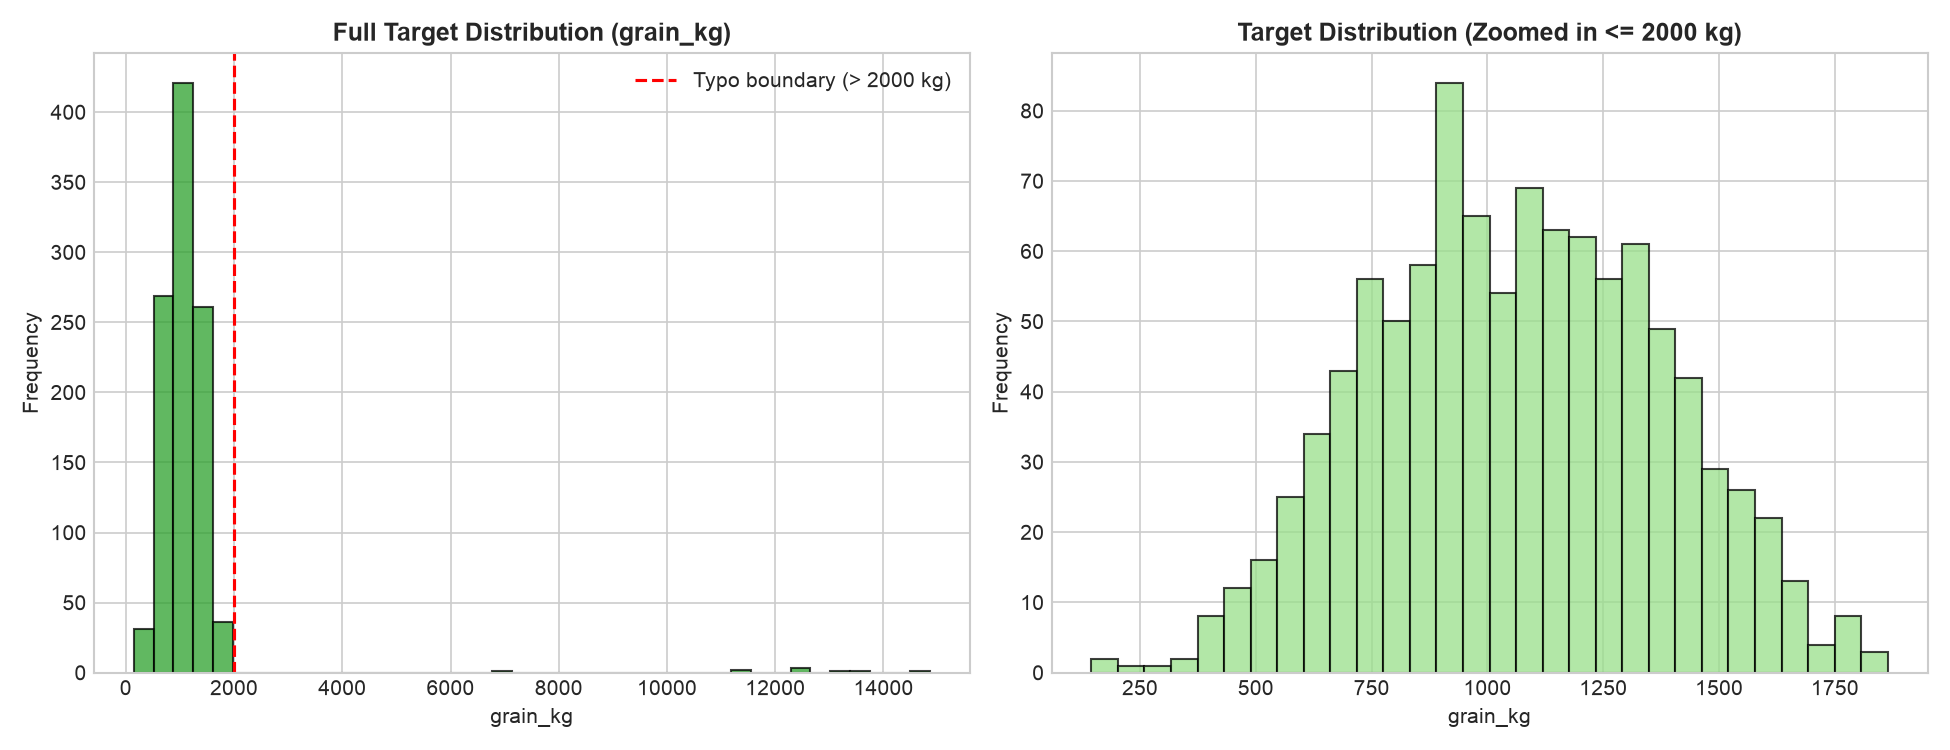 Full Target Distribution (grain_kg)
Typo boundary (> 2000 kg)
Frequency
400
350
300
250
200
150
100
50
0
0 2000 4000 6000 8000 10000 12000 14000
grain_kg
Target Distribution (Zoomed in <= 2000 kg)
Frequency
80
70
60
50
40
30
20
10
0
250 500 750 1000 1250 1500 1750
grain_kg